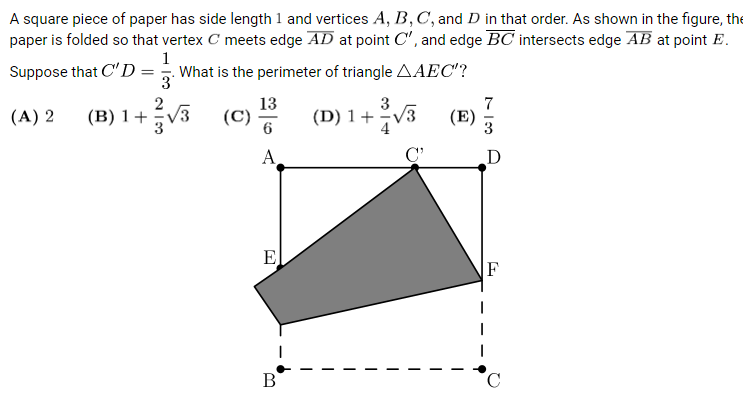 A square piece of paper has side length 1 and vertices A, B, C, and D in that order. As shown in the figure, the
paper is folded so that vertex C meets edge \overline{AD} at point C′, and edge \overline{BC} intersects edge \overline{AB} at point E.
Suppose that C′D = \frac{1}{3}. What is the perimeter of triangle △AEC′?
(A) 2 (B) 1 + \frac{2}{3}√3 (C) \frac{13}{6} (D) 1 + \frac{3}{4}√3 (E) \frac{7}{3}
A C' D
E F
B C